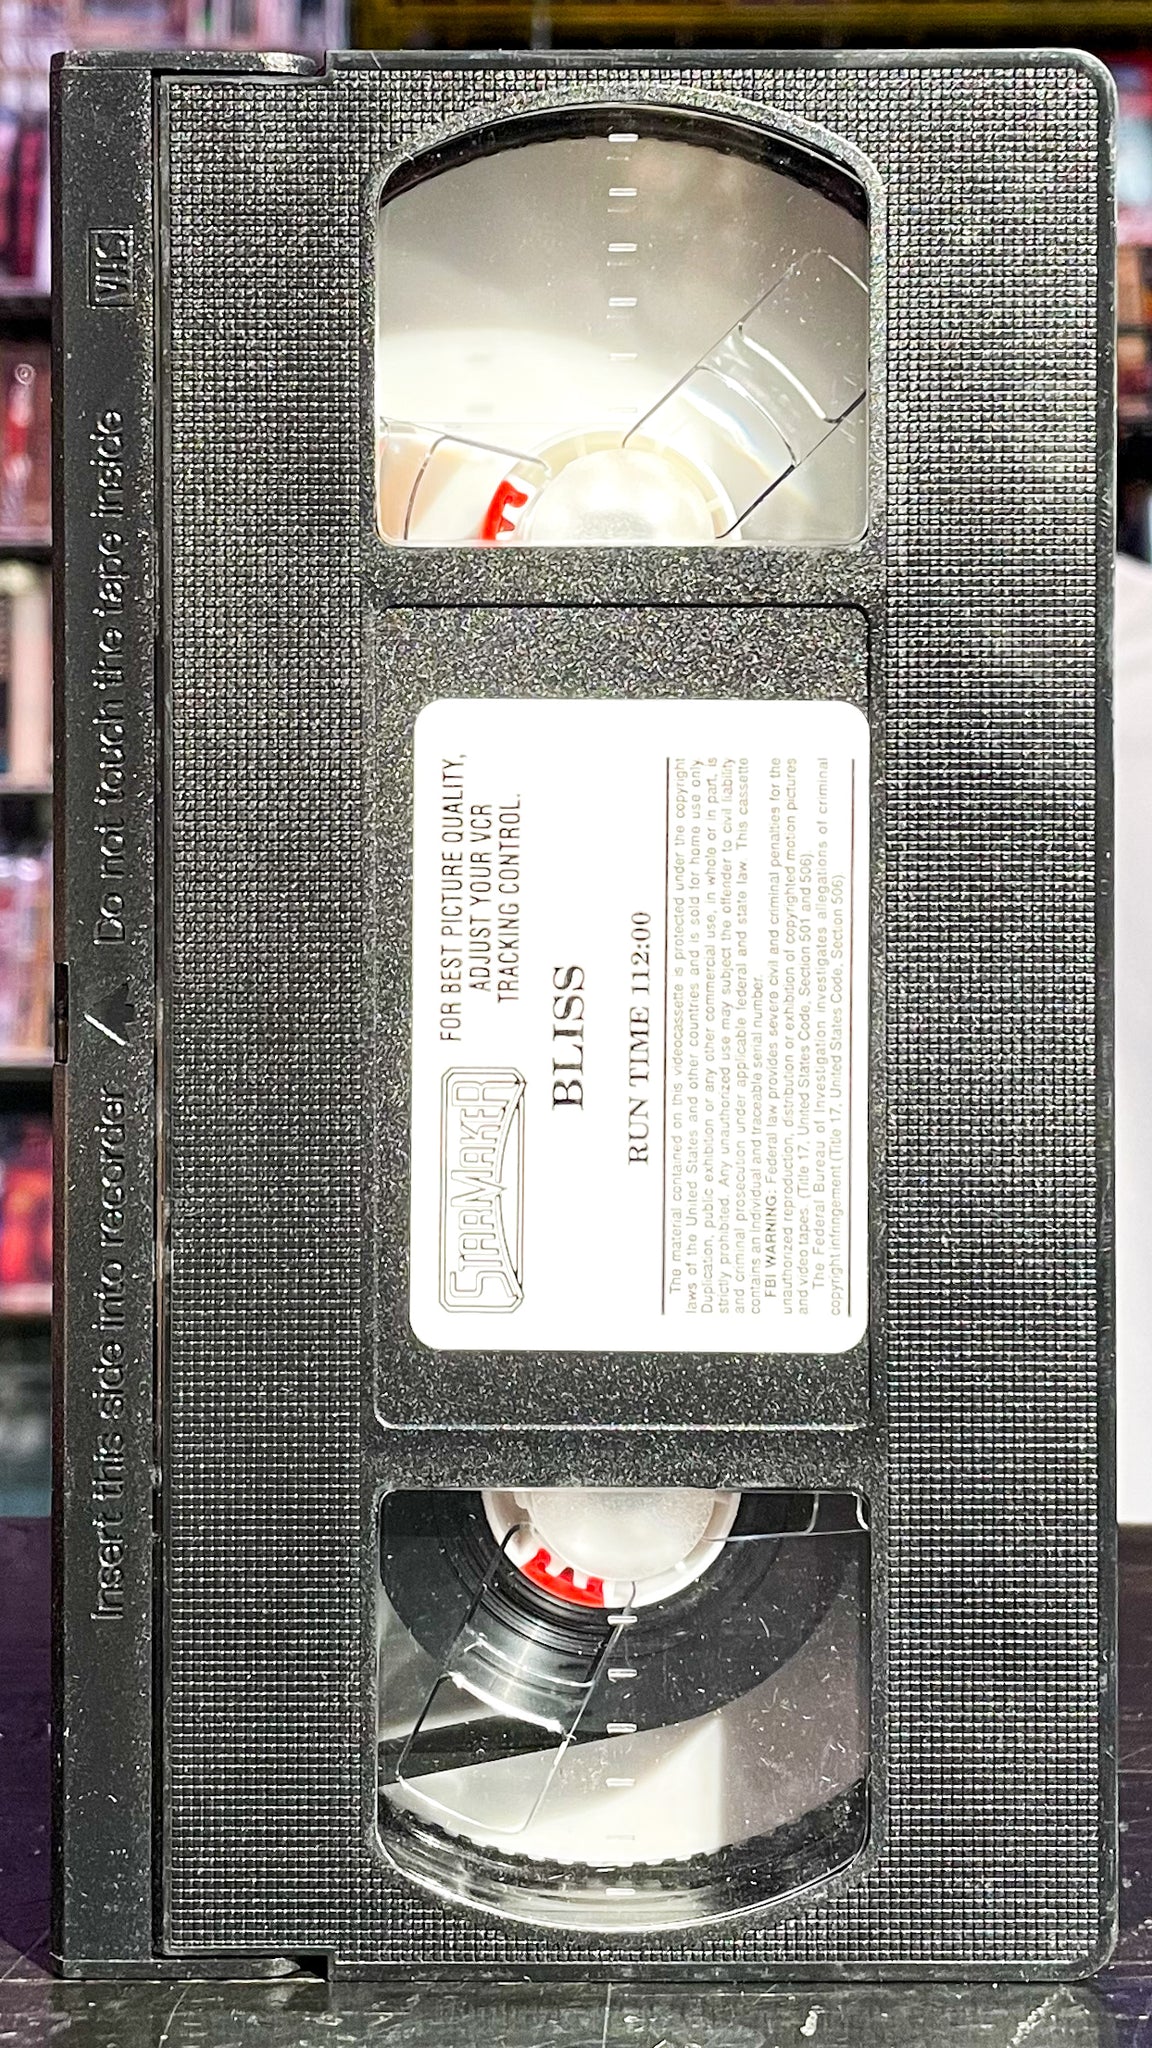 VHS
Insert this side into recorder
Do not touch the tape inside
STARMAKER
FOR BEST PICTURE QUALITY,
ADJUST YOUR VCR
TRACKING CONTROL.
BLISS
RUN TIME 112:00
The material contained on this videocassette is protected under the copyright
laws of the United States and other countries and is sold for home use only.
Duplication, public exhibition or any other commercial use, in whole or in part, is
strictly prohibited. Any unauthorized use may subject the offender to civil liability
and criminal prosecution under applicable federal and state law. This cassette
contains an individual and traceable serial number.
FBI WARNING: Federal law provides severe civil and criminal penalties for the
unauthorized reproduction, distribution or exhibition of copyrighted motion pictures
and video tapes. (Title 17, United States Code, Section 501 and 506)
The Federal Bureau of Investigation investigates allegations of criminal
copyright infringement (Title 17, United States Code, Section 506)